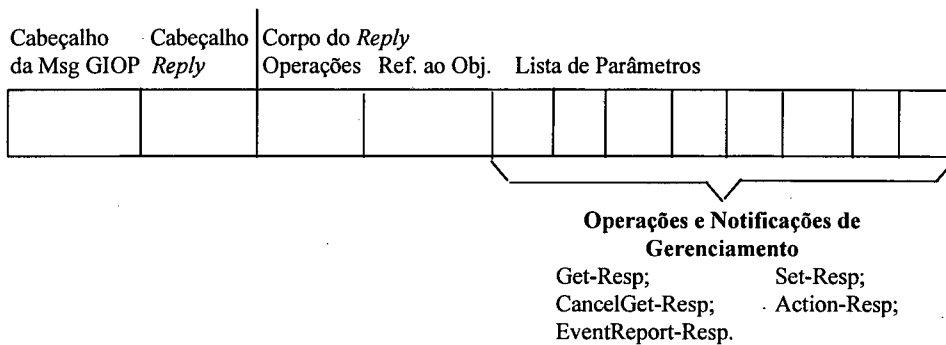 Cabeçalho Cabeçalho Corpo do Reply
da Msg GIOP Reply Operações Ref. ao Obj. Lista de Parâmetros
Operações e Notificações de
Gerenciamento
Get-Resp; Set-Resp;
CancelGet-Resp; Action-Resp;
EventReport-Resp.